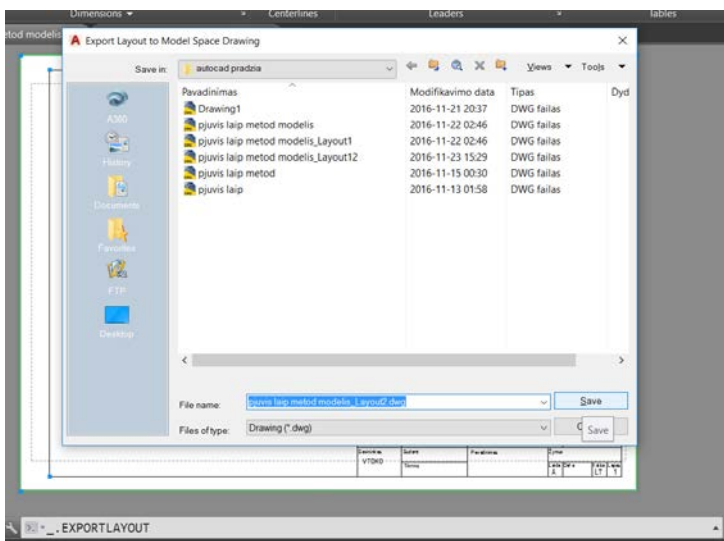 Dimensions Centerlines Leaders Tables
etod modelis
A Export Layout to Model Space Drawing
Save in: autocad pradzia Views Tools
Pavadinimas Modifikavimo data Tipas Dyd
Drawing1 2016-11-21 20:37 DWG failas
pjuvis laip metod modelis 2016-11-22 02:46 DWG failas
pjuvis laip metod modelis_Layout1 2016-11-22 02:46 DWG failas
pjuvis laip metod modelis_Layout12 2016-11-23 15:29 DWG failas
pjuvis laip metod 2016-11-15 00:30 DWG failas
pjuvis laip 2016-11-13 01:58 DWG failas
A360
History
Documents
Favorites
FTP
Desktop
File name: pjuvis laip metod modelis_Layout2.dwg Save
Files of type: Drawing (*.dwg) C Save
VTDKO
A LT 1
_.EXPORTLAYOUT